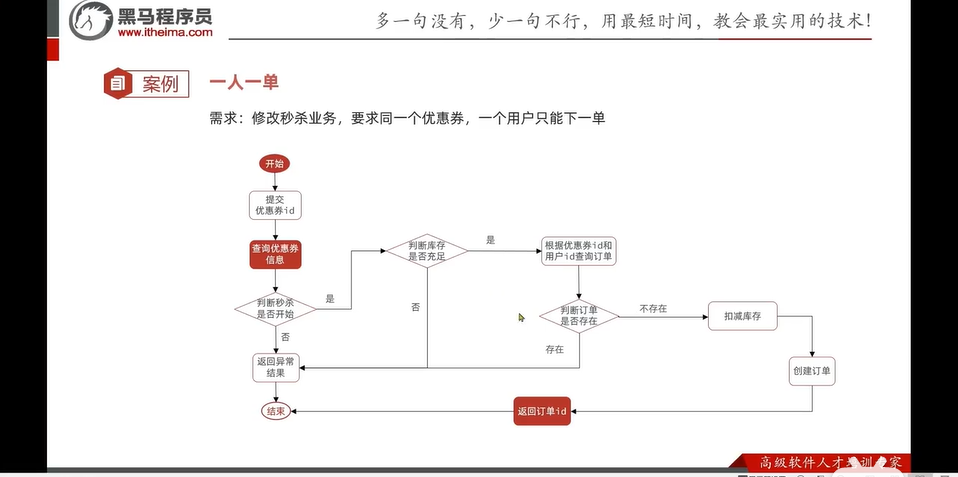 黑马程序员
www.itheima.com
多一句没有，少一句不行，用最短时间，教会最实用的技术！
案例
一人一单
需求：修改秒杀业务，要求同一个优惠券，一个用户只能下一单
开始
提交
优惠券id
查询优惠券
信息
判断秒杀
是否开始
是
否
判断库存
是否充足
是
否
根据优惠券id和
用户id查询订单
判断订单
是否存在
不存在
存在
扣减库存
创建订单
返回订单id
返回异常
结果
结束
高级软件人才培训专家